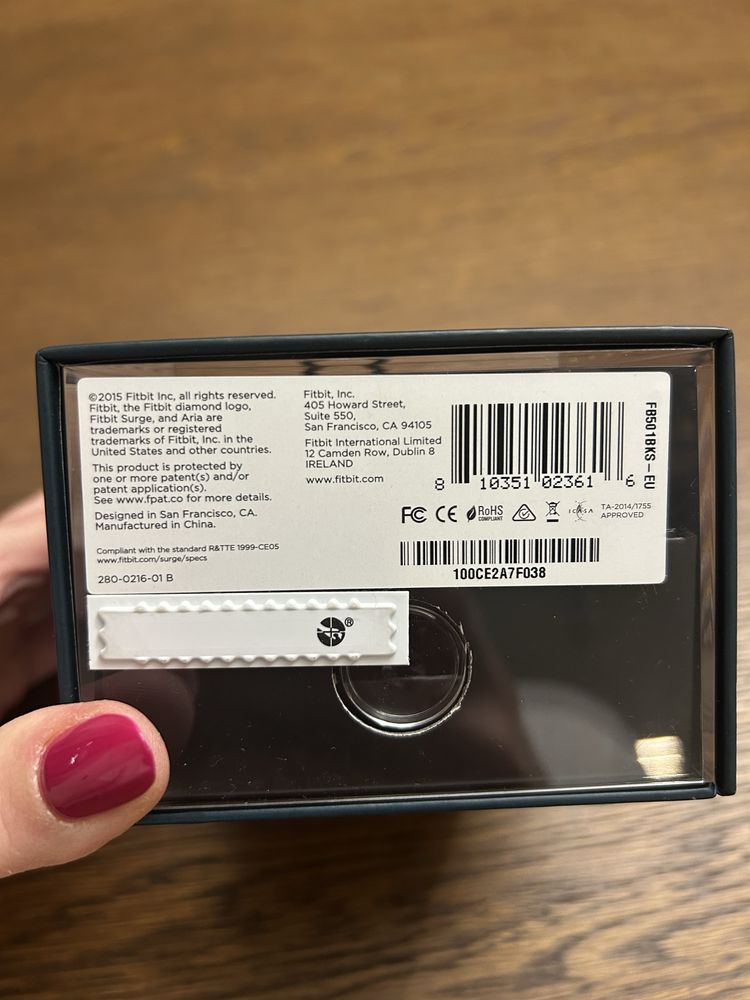 ©2015 Fitbit Inc, all rights reserved.
Fitbit, the Fitbit diamond logo,
Fitbit Surge, and Aria are
trademarks or registered
trademarks of Fitbit, Inc. in the
United States and other countries.
This product is protected by
one or more patent(s) and/or
patent application(s).
See www.fpat.co for more details.
Designed in San Francisco, CA.
Manufactured in China.
Compliant with the standard R&TTE 1999-CE05
www.fitbit.com/surge/specs
280-0216-01 B
Fitbit, Inc.
405 Howard Street,
Suite 550,
San Francisco, CA 94105
Fitbit International Limited
12 Camden Row, Dublin 8
IRELAND
www.fitbit.com
8 10351 02361 6
FB501BKS – EU
FC CE RoHS
COMPLIANT
ICASA
TA-2014/1755
APPROVED
100CE2A7F038
®